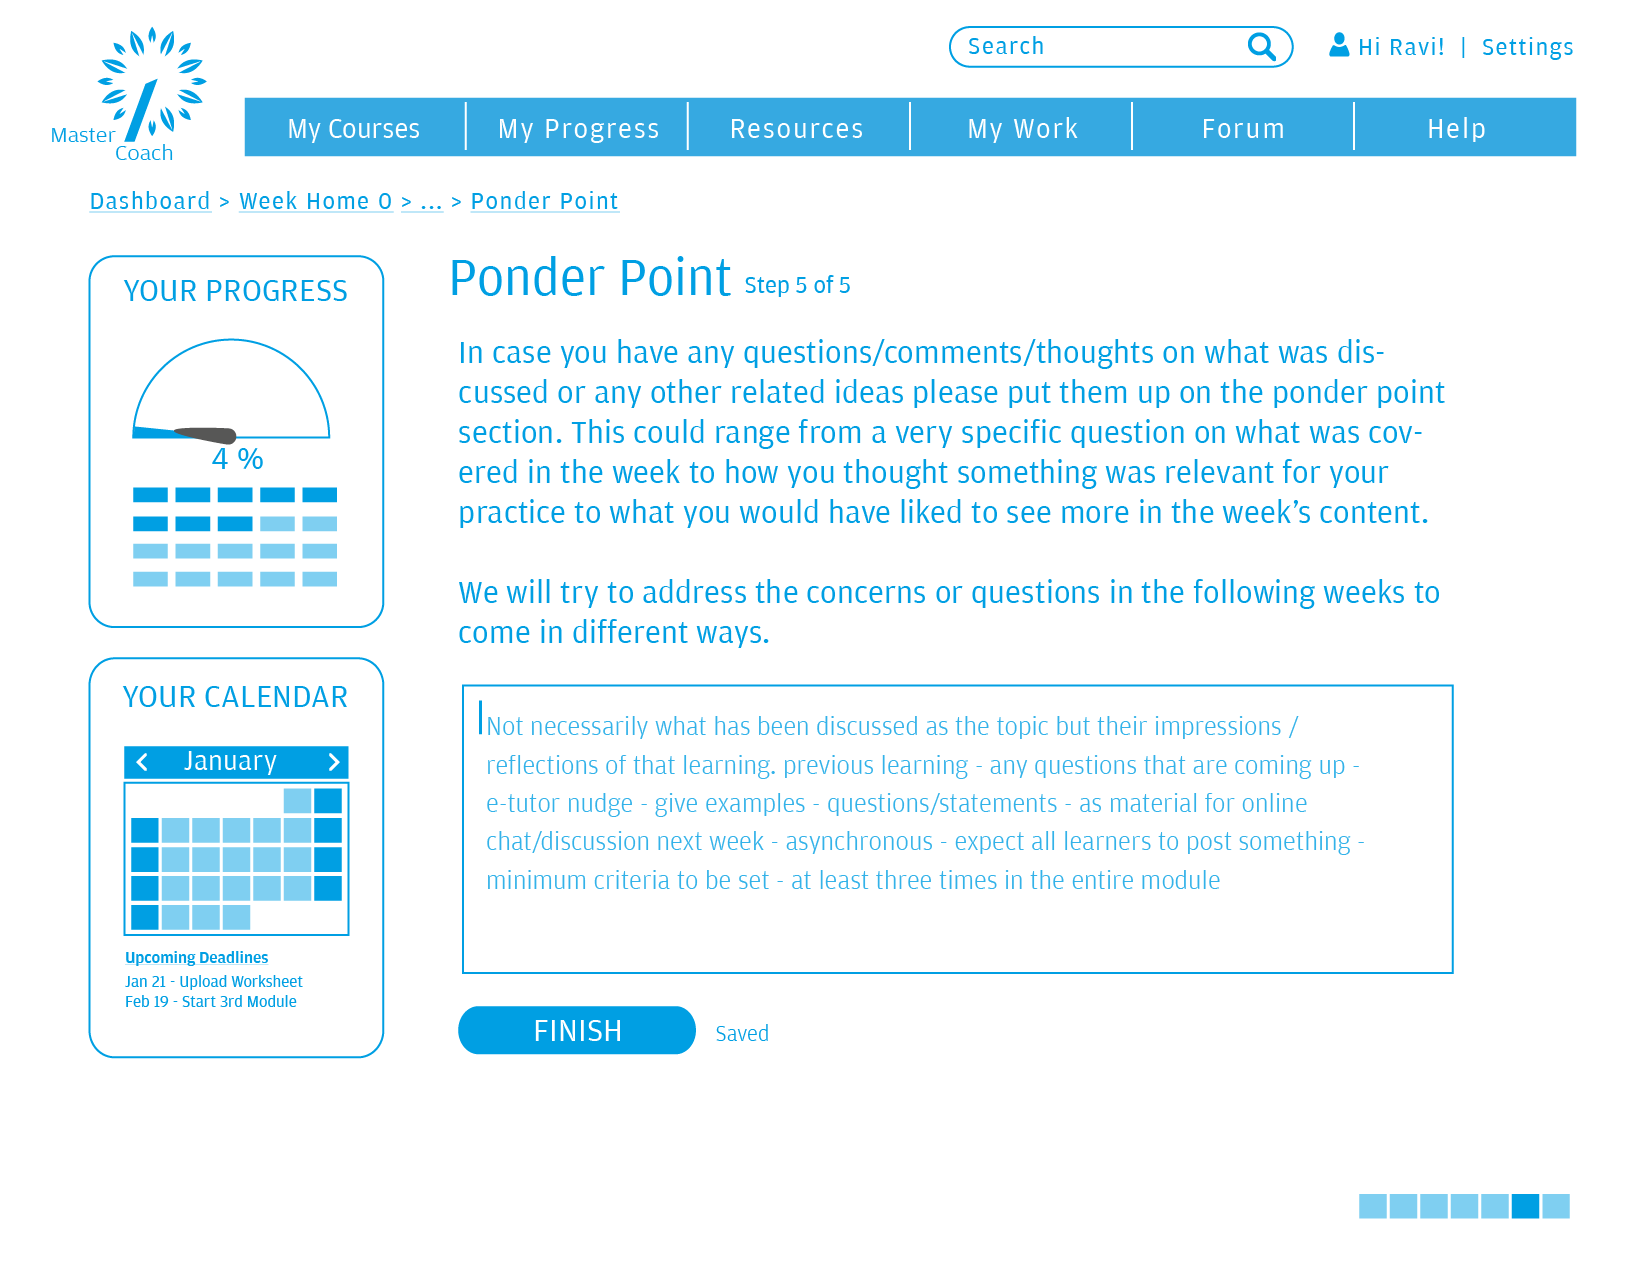 Search
Hi Ravi! | Settings
Master
Coach
My Courses
My Progress
Resources
My Work
Forum
Help
Dashboard > Week Home 0 > ... > Ponder Point
YOUR PROGRESS
4 %
Ponder Point Step 5 of 5
In case you have any questions/comments/thoughts on what was dis-
cussed or any other related ideas please put them up on the ponder point
section. This could range from a very specific question on what was cov-
ered in the week to how you thought something was relevant for your
practice to what you would have liked to see more in the week’s content.
We will try to address the concerns or questions in the following weeks to
come in different ways.
YOUR CALENDAR
< January >
Upcoming Deadlines
Jan 21 - Upload Worksheet
Feb 19 - Start 3rd Module
Not necessarily what has been discussed as the topic but their impressions /
reflections of that learning. previous learning - any questions that are coming up -
e-tutor nudge - give examples - questions/statements - as material for online
chat/discussion next week - asynchronous - expect all learners to post something -
minimum criteria to be set - at least three times in the entire module
FINISH
Saved